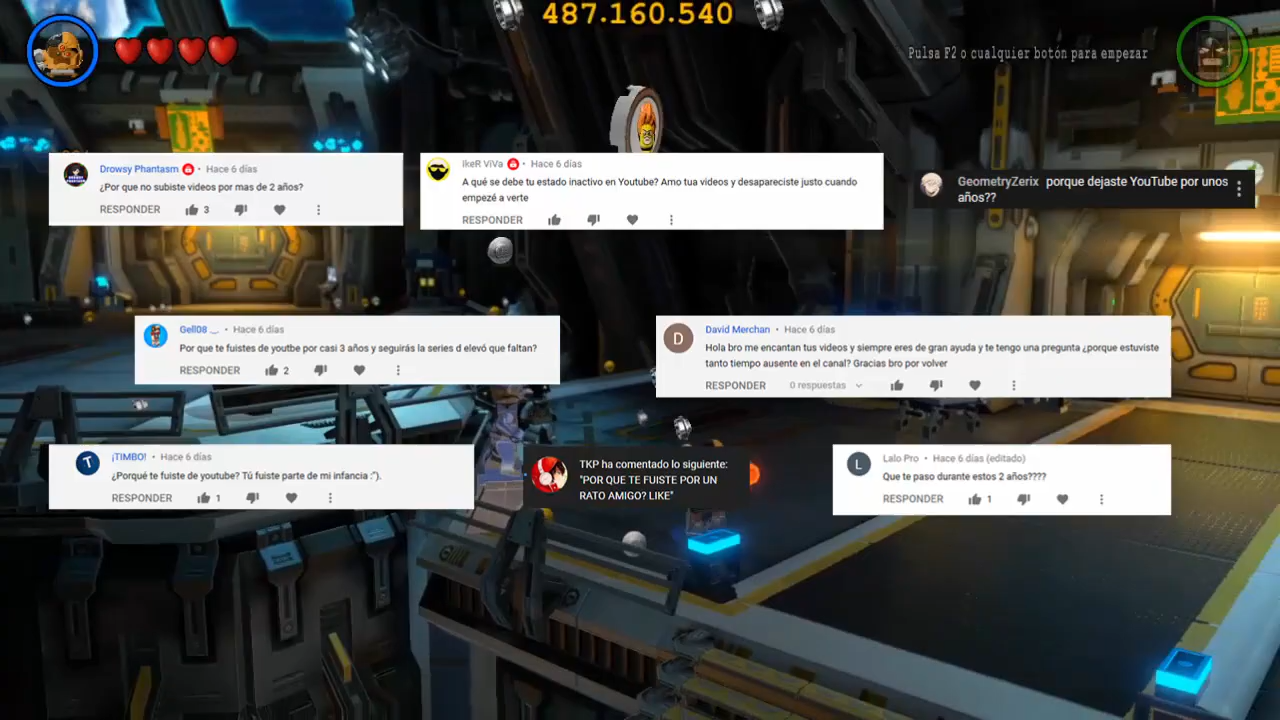 487.160.540
Pulsa F2 o cualquier botón para empezar
Drowsy Phantasm • Hace 6 días
¿Por que no subiste videos por mas de 2 años?
RESPONDER 3
IkeR ViVa • Hace 6 días
A qué se debe tu estado inactivo en Youtube? Amo tua videos y desapareciste justo cuando
empezé a verte
RESPONDER
GeometryZerix porque dejaste YouTube por unos
años??
Gell08 ._. • Hace 6 días
Por que te fuistes de youtbe por casi 3 años y seguirás la series d elevó que faltan?
RESPONDER 2
David Merchan • Hace 6 días
Hola bro me encantan tus videos y siempre eres de gran ayuda y te tengo una pregunta ¿porque estuviste
tanto tiempo ausente en el canal? Gracias bro por volver
RESPONDER 0 respuestas
D
¡TIMBO! • Hace 6 días
¿Porqué te fuiste de youtube? Tú fuiste parte de mi infancia :").
RESPONDER 1
T
TKP ha comentado lo siguiente:
"POR QUE TE FUISTE POR UN
RATO AMIGO? LIKE"
Lalo Pro • Hace 6 días (editado)
Que te paso durante estos 2 años????
RESPONDER 1
L